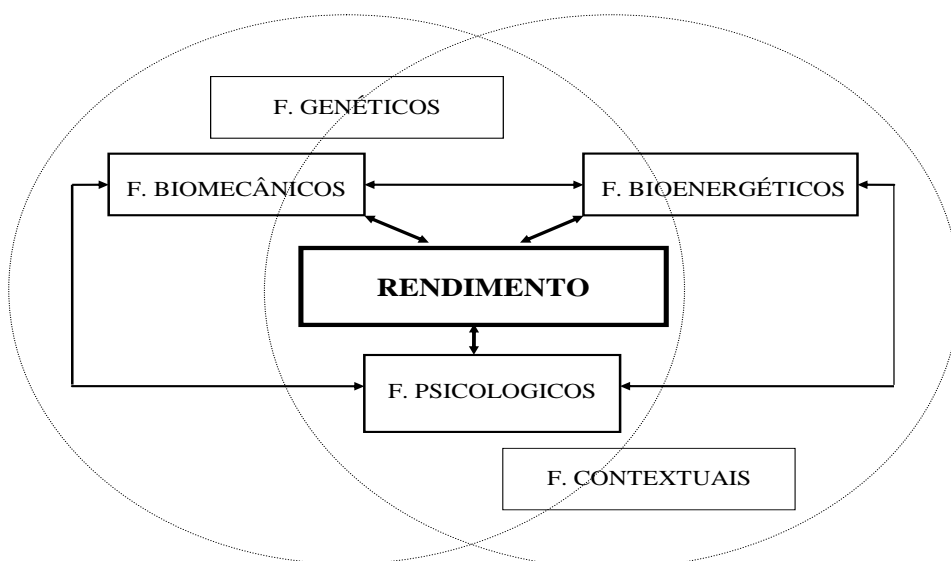 F. GENÉTICOS
F. BIOMECÂNICOS
F. BIOENERGÉTICOS
RENDIMENTO
F. PSICOLOGICOS
F. CONTEXTUAIS